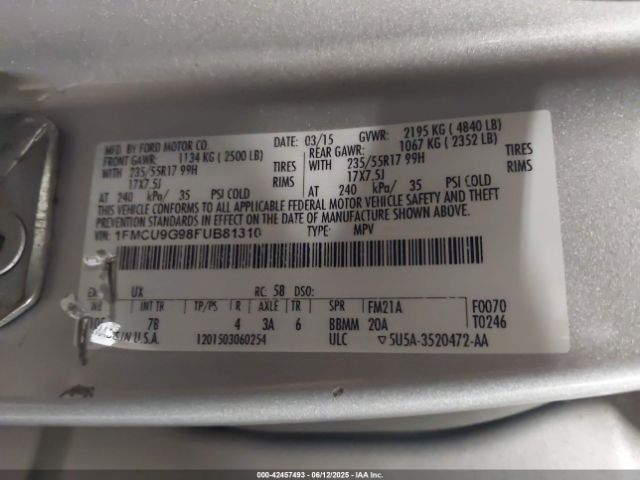 MFD. BY FORD MOTOR CO. DATE: 03/15 GVWR: 2195 KG ( 4840 LB)
FRONT GAWR: 1134 KG ( 2500 LB) REAR GAWR: 1067 KG ( 2352 LB)
WITH 235/55R17 99H TIRES WITH 235/55R17 99H TIRES
17X7.5J RIMS 17X7.5J RIMS
AT 240 kPa/ 35 PSI COLD AT 240 kPa/ 35 PSI COLD
THIS VEHICLE CONFORMS TO ALL APPLICABLE FEDERAL MOTOR VEHICLE SAFETY AND THEFT
PREVENTION STANDARDS IN EFFECT ON THE DATE OF MANUFACTURE SHOWN ABOVE.
VIN: 1FMCU9G98FUB81310 TYPE: MPV
UX RC: 58 DSO:
INT TR TP/PS R AXLE TR SPR FM21A F0070
7B 4 3A 6 BBMM 20A T0246
IN U.S.A. 1201503060254 ULC ▽5U5A-3520472-AA
000-42457493 - 06/12/2025 - IAAI.COM